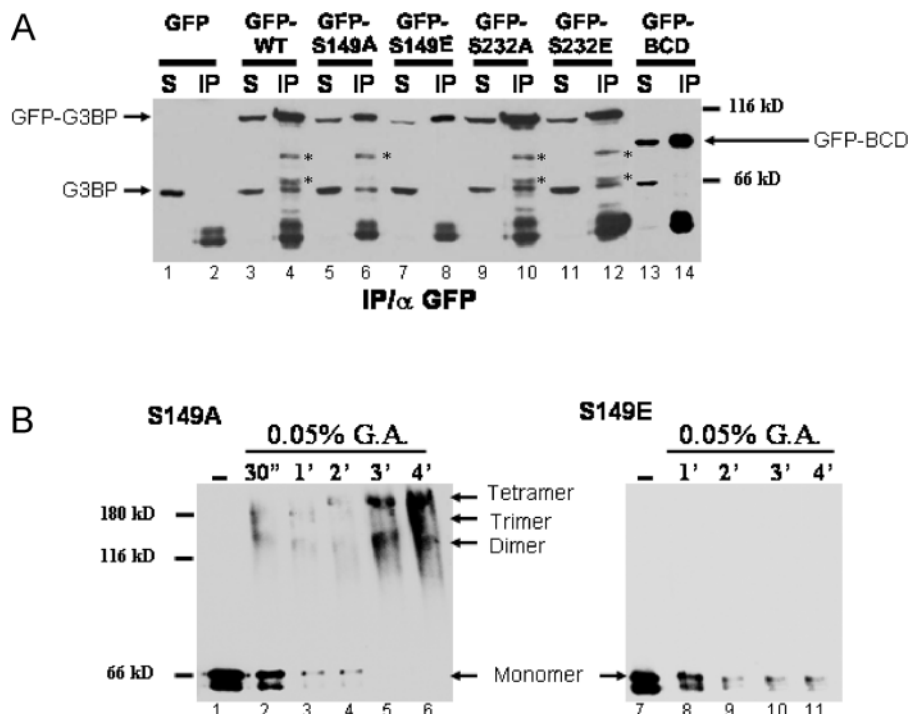 A
GFP GFP-WT GFP-S149A GFP-S149E GFP-S232A GFP-S232E GFP-BCD
S IP S IP S IP S IP S IP S IP S IP
116 kD
GFP-G3BP
GFP-BCD
*
*
*
*
*
*
*
66 kD
G3BP
1 2 3 4 5 6 7 8 9 10 11 12 13 14
IP/α GFP
B
S149A
0.05% G.A.
– 30” 1’ 2’ 3’ 4’
180 kD
116 kD
66 kD
1 2 3 4 5 6
Tetramer
Trimer
Dimer
Monomer
S149E
0.05% G.A.
– 1’ 2’ 3’ 4’
7 8 9 10 11